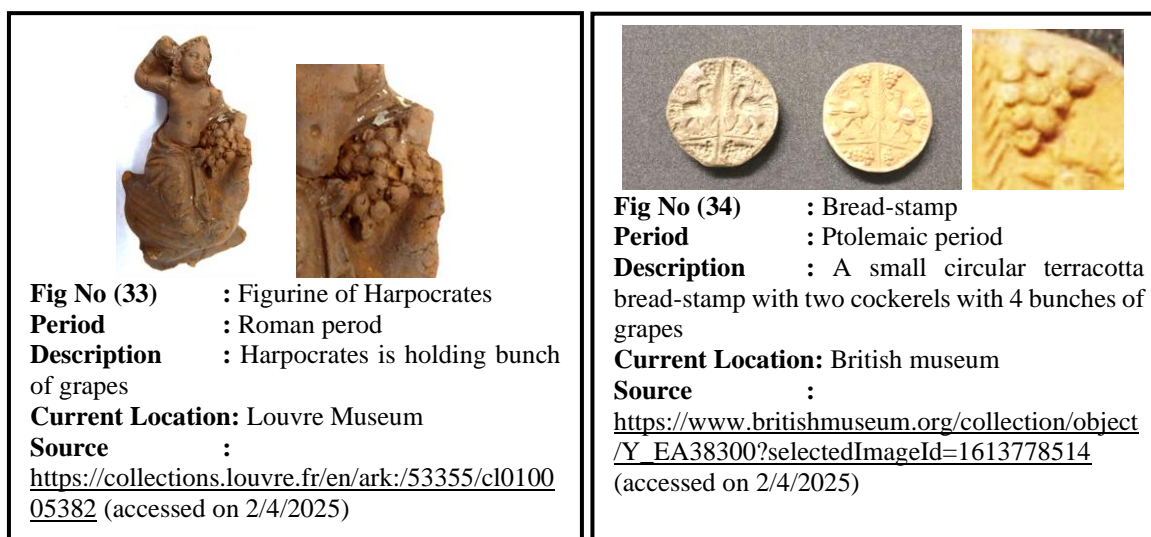 Fig No (33) : Figurine of Harpocrates
Period : Roman perod
Description : Harpocrates is holding bunch
of grapes
Current Location: Louvre Museum
Source :
https://collections.louvre.fr/en/ark:/53355/cl0100
05382 (accessed on 2/4/2025)
Fig No (34) : Bread-stamp
Period : Ptolemaic period
Description : A small circular terracotta
bread-stamp with two cockerels with 4 bunches of
grapes
Current Location: British museum
Source :
https://www.britishmuseum.org/collection/object
/Y_EA38300?selectedImageId=1613778514
(accessed on 2/4/2025)